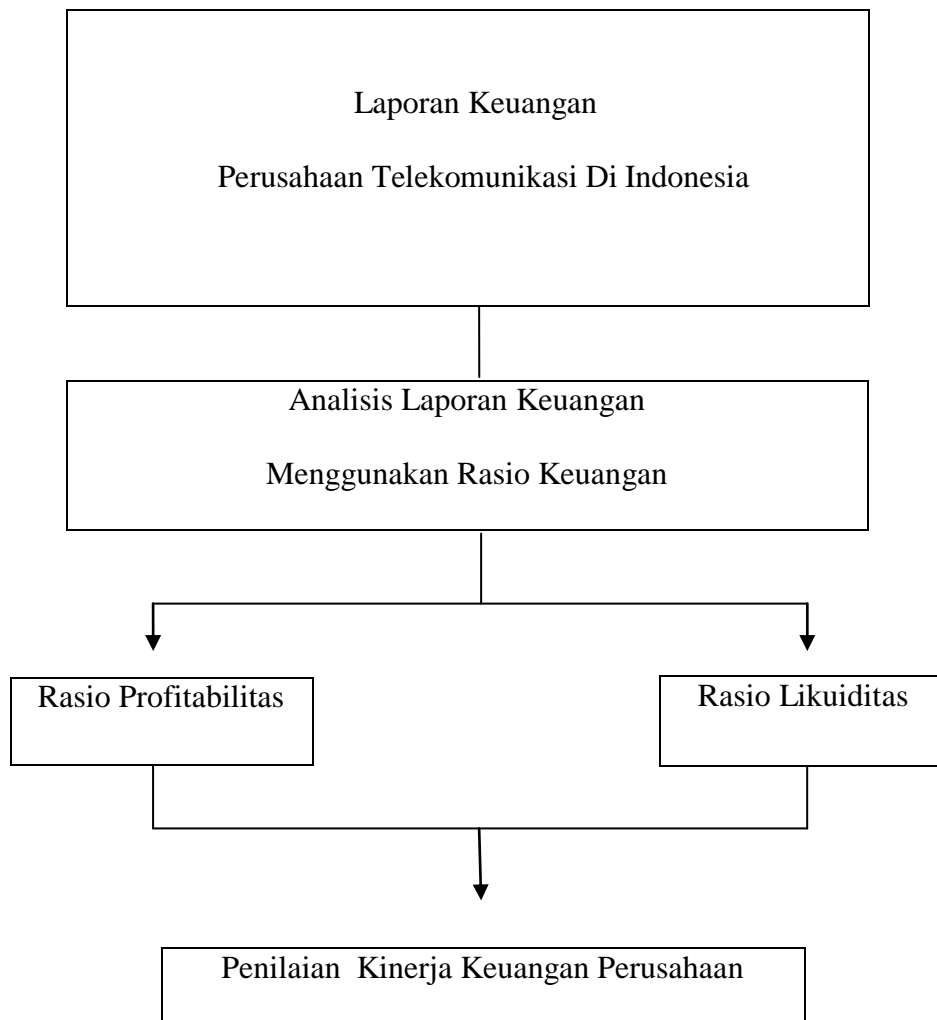 Laporan Keuangan
Perusahaan Telekomunikasi Di Indonesia
Analisis Laporan Keuangan
Menggunakan Rasio Keuangan
Rasio Profitabilitas
Rasio Likuiditas
Penilaian  Kinerja Keuangan Perusahaan